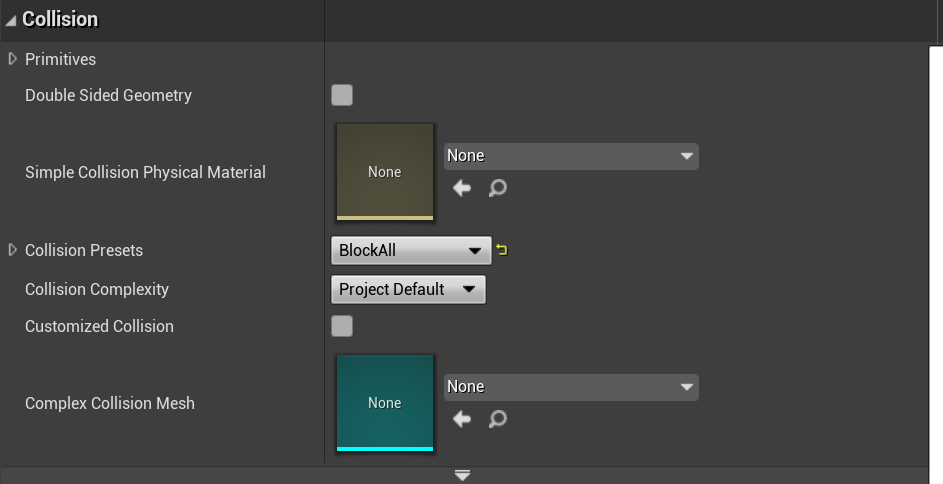 Collision
Primitives
Double Sided Geometry
Simple Collision Physical Material
None
None
Collision Presets
BlockAll
Collision Complexity
Project Default
Customized Collision
Complex Collision Mesh
None
None